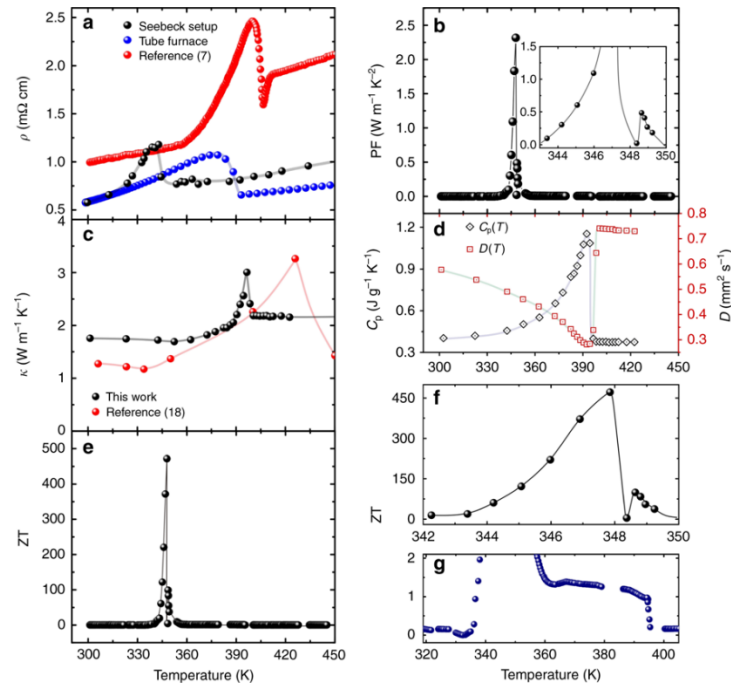 a
Seebeck setup
Tube furnace
Reference (7)
2.5
2.0
1.5
1.0
0.5
ρ (mΩ cm)
b
PF (W m⁻¹ K⁻²)
2.5
2.0
1.5
1.0
0.5
0.0
1.5
1.0
0.5
0.0
344 346 348 350
300 330 360 390 420 450
c
4
3
2
1
0
κ (W m⁻¹ K⁻¹)
This work
Reference (18)
d
Cp(T)
D(T)
1.2
0.9
0.6
0.3
Cp (J g⁻¹ K⁻¹)
0.8
0.7
0.6
0.5
0.4
0.3
D (mm² s⁻¹)
300 330 360 390 420 450
e
500
400
300
200
100
0
ZT
300 330 360 390 420 450
Temperature (K)
f
450
300
150
0
ZT
342 344 346 348 350
g
2
1
0
320 340 360 380 400
Temperature (K)